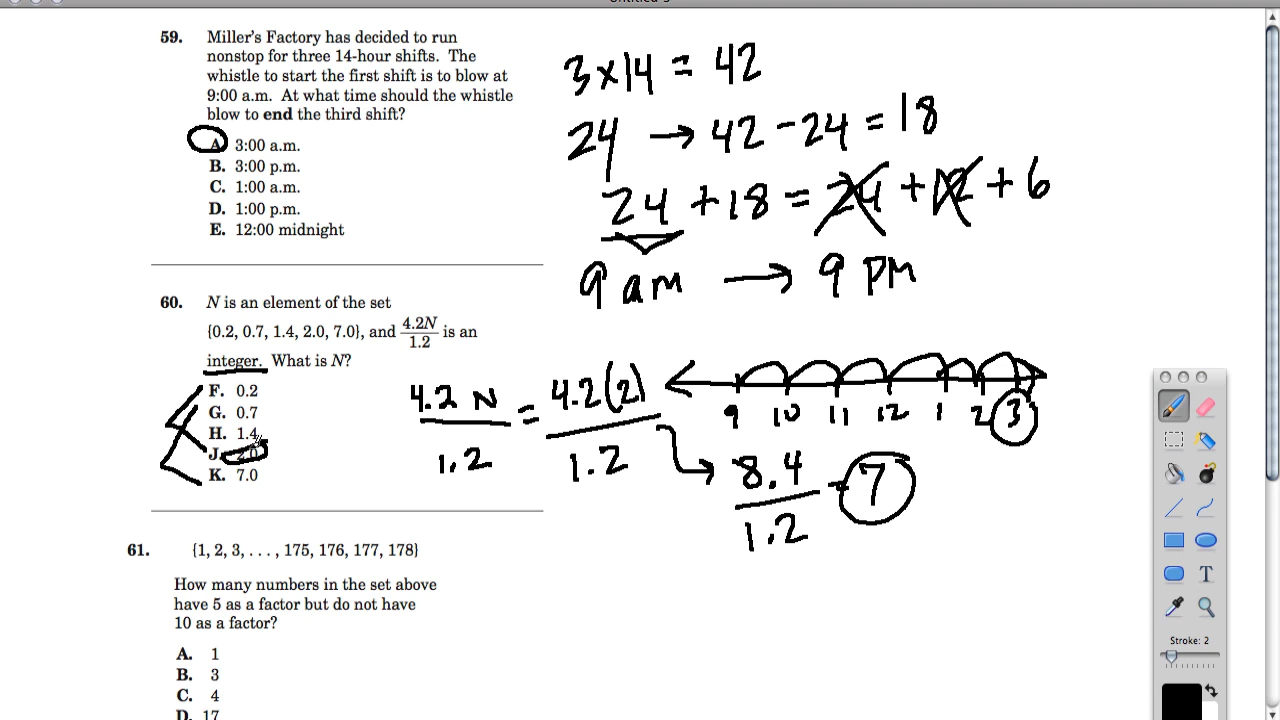 59. Miller's Factory has decided to run
nonstop for three 14-hour shifts. The
whistle to start the first shift is to blow at
9:00 a.m. At what time should the whistle
blow to end the third shift?
A. 3:00 a.m.
B. 3:00 p.m.
C. 1:00 a.m.
D. 1:00 p.m.
E. 12:00 midnight
3 x 14 = 42
24 → 42 - 24 = 18
24 + 18 = 24 + 12 + 6
9 am → 9 pm
60. N is an element of the set
{0.2, 0.7, 1.4, 2.0, 7.0}, and 4.2N/1.2 is an
integer. What is N?
F. 0.2
G. 0.7
H. 1.4
J. 2.0
K. 7.0
4.2 N / 1.2 = 4.2(2) / 1.2
9 10 11 12 1 2 3
8.4 / 1.2 = 7
61. {1, 2, 3, . . . , 175, 176, 177, 178}
How many numbers in the set above
have 5 as a factor but do not have
10 as a factor?
A. 1
B. 3
C. 4
D. 17
T
Stroke: 2